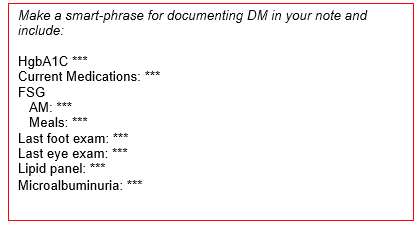 Make a smart-phrase for documenting DM in your note and
include:
HgbA1C ***
Current Medications: ***
FSG
AM: ***
Meals: ***
Last foot exam: ***
Last eye exam: ***
Lipid panel: ***
Microalbuminuria: ***